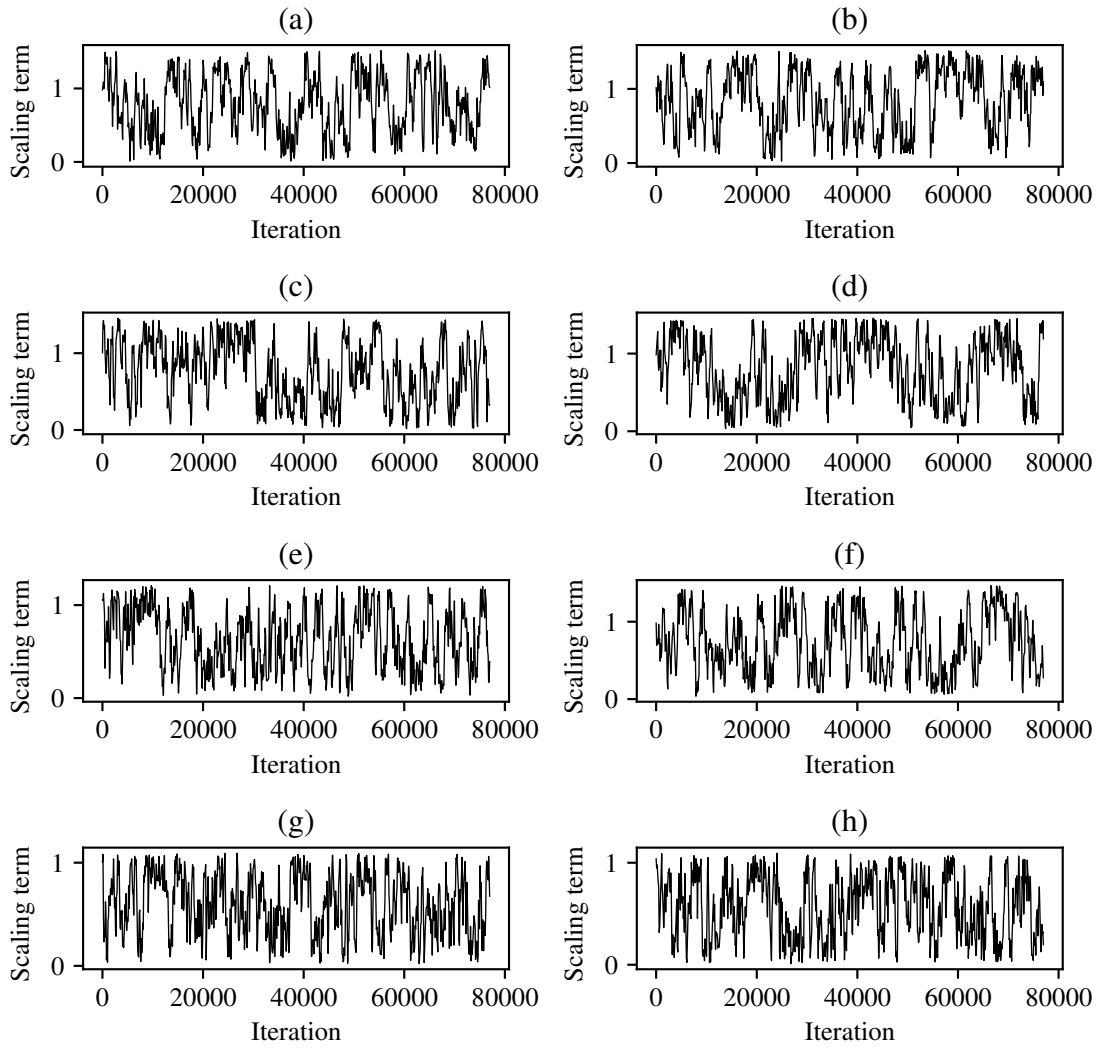 (a)
Scaling term
1
0
0 20000 40000 60000 80000
Iteration
(b)
Scaling term
1
0
0 20000 40000 60000 80000
Iteration
(c)
Scaling term
1
0
0 20000 40000 60000 80000
Iteration
(d)
Scaling term
1
0
0 20000 40000 60000 80000
Iteration
(e)
Scaling term
1
0
0 20000 40000 60000 80000
Iteration
(f)
Scaling term
1
0
0 20000 40000 60000 80000
Iteration
(g)
Scaling term
1
0
0 20000 40000 60000 80000
Iteration
(h)
Scaling term
1
0
0 20000 40000 60000 80000
Iteration